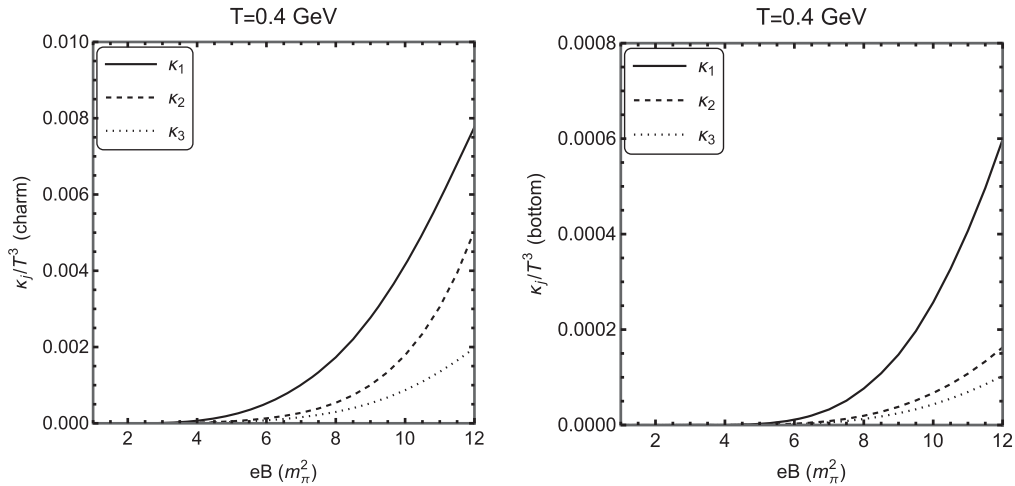 T=0.4 GeV
κ₁
κ₂
κ₃
0.010
0.008
0.006
0.004
0.002
0.000
2 4 6 8 10 12
κⱼ/T³ (charm)
eB (m²π)
T=0.4 GeV
κ₁
κ₂
κ₃
0.0008
0.0006
0.0004
0.0002
0.0000
2 4 6 8 10 12
κⱼ/T³ (bottom)
eB (m²π)